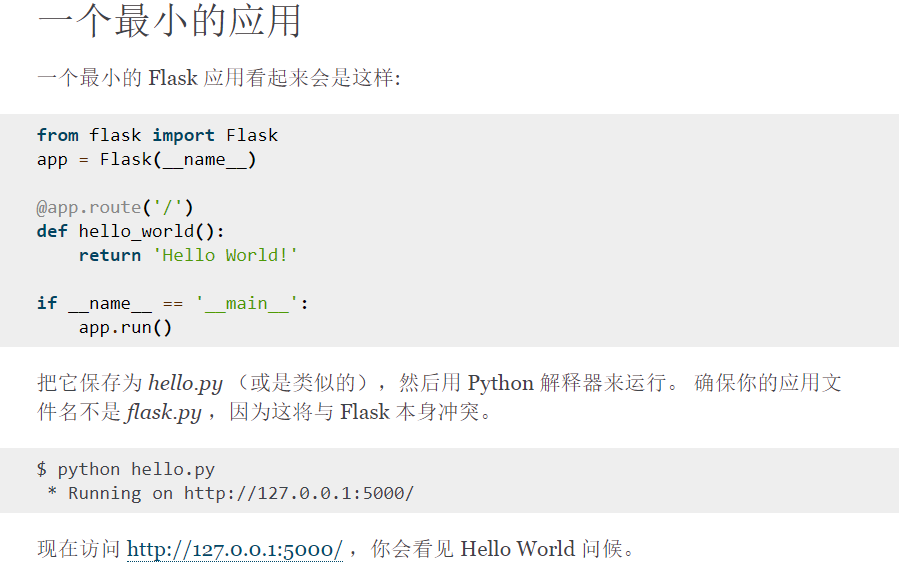 一个最小的应用
一个最小的 Flask 应用看起来会是这样:
from flask import Flask
app = Flask(__name__)
@app.route('/')
def hello_world():
    return 'Hello World!'
if __name__ == '__main__':
    app.run()
把它保存为 hello.py （或是类似的），然后用 Python 解释器来运行。 确保你的应用文
件名不是 flask.py ，因为这将与 Flask 本身冲突。
$ python hello.py
 * Running on http://127.0.0.1:5000/
现在访问 http://127.0.0.1:5000/ ，你会看见 Hello World 问候。